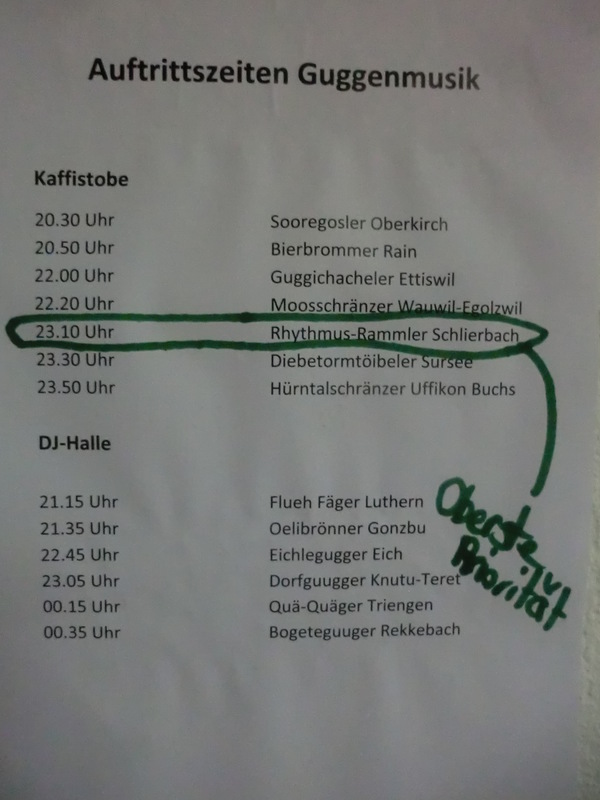 Auftrittszeiten Guggenmusik
Kaffistobe
20.30 Uhr Sooregosler Oberkirch
20.50 Uhr Bierbrommer Rain
22.00 Uhr Guggichacheler Ettiswil
22.20 Uhr Moosschränzer Wauwil-Egolzwil
23.10 Uhr Rhythmus-Rammler Schlierbach
23.30 Uhr Diebetormtöibeler Sursee
23.50 Uhr Hürntalschränzer Uffikon Buchs
DJ-Halle
21.15 Uhr Flueh Fäger Luthern
21.35 Uhr Oelibrönner Gonzbu
22.45 Uhr Eichlegugger Eich
23.05 Uhr Dorfguugger Knutu-Teret
00.15 Uhr Quä-Quäger Triengen
00.35 Uhr Bogeteguuger Rekkebach
Oberste
Priorität